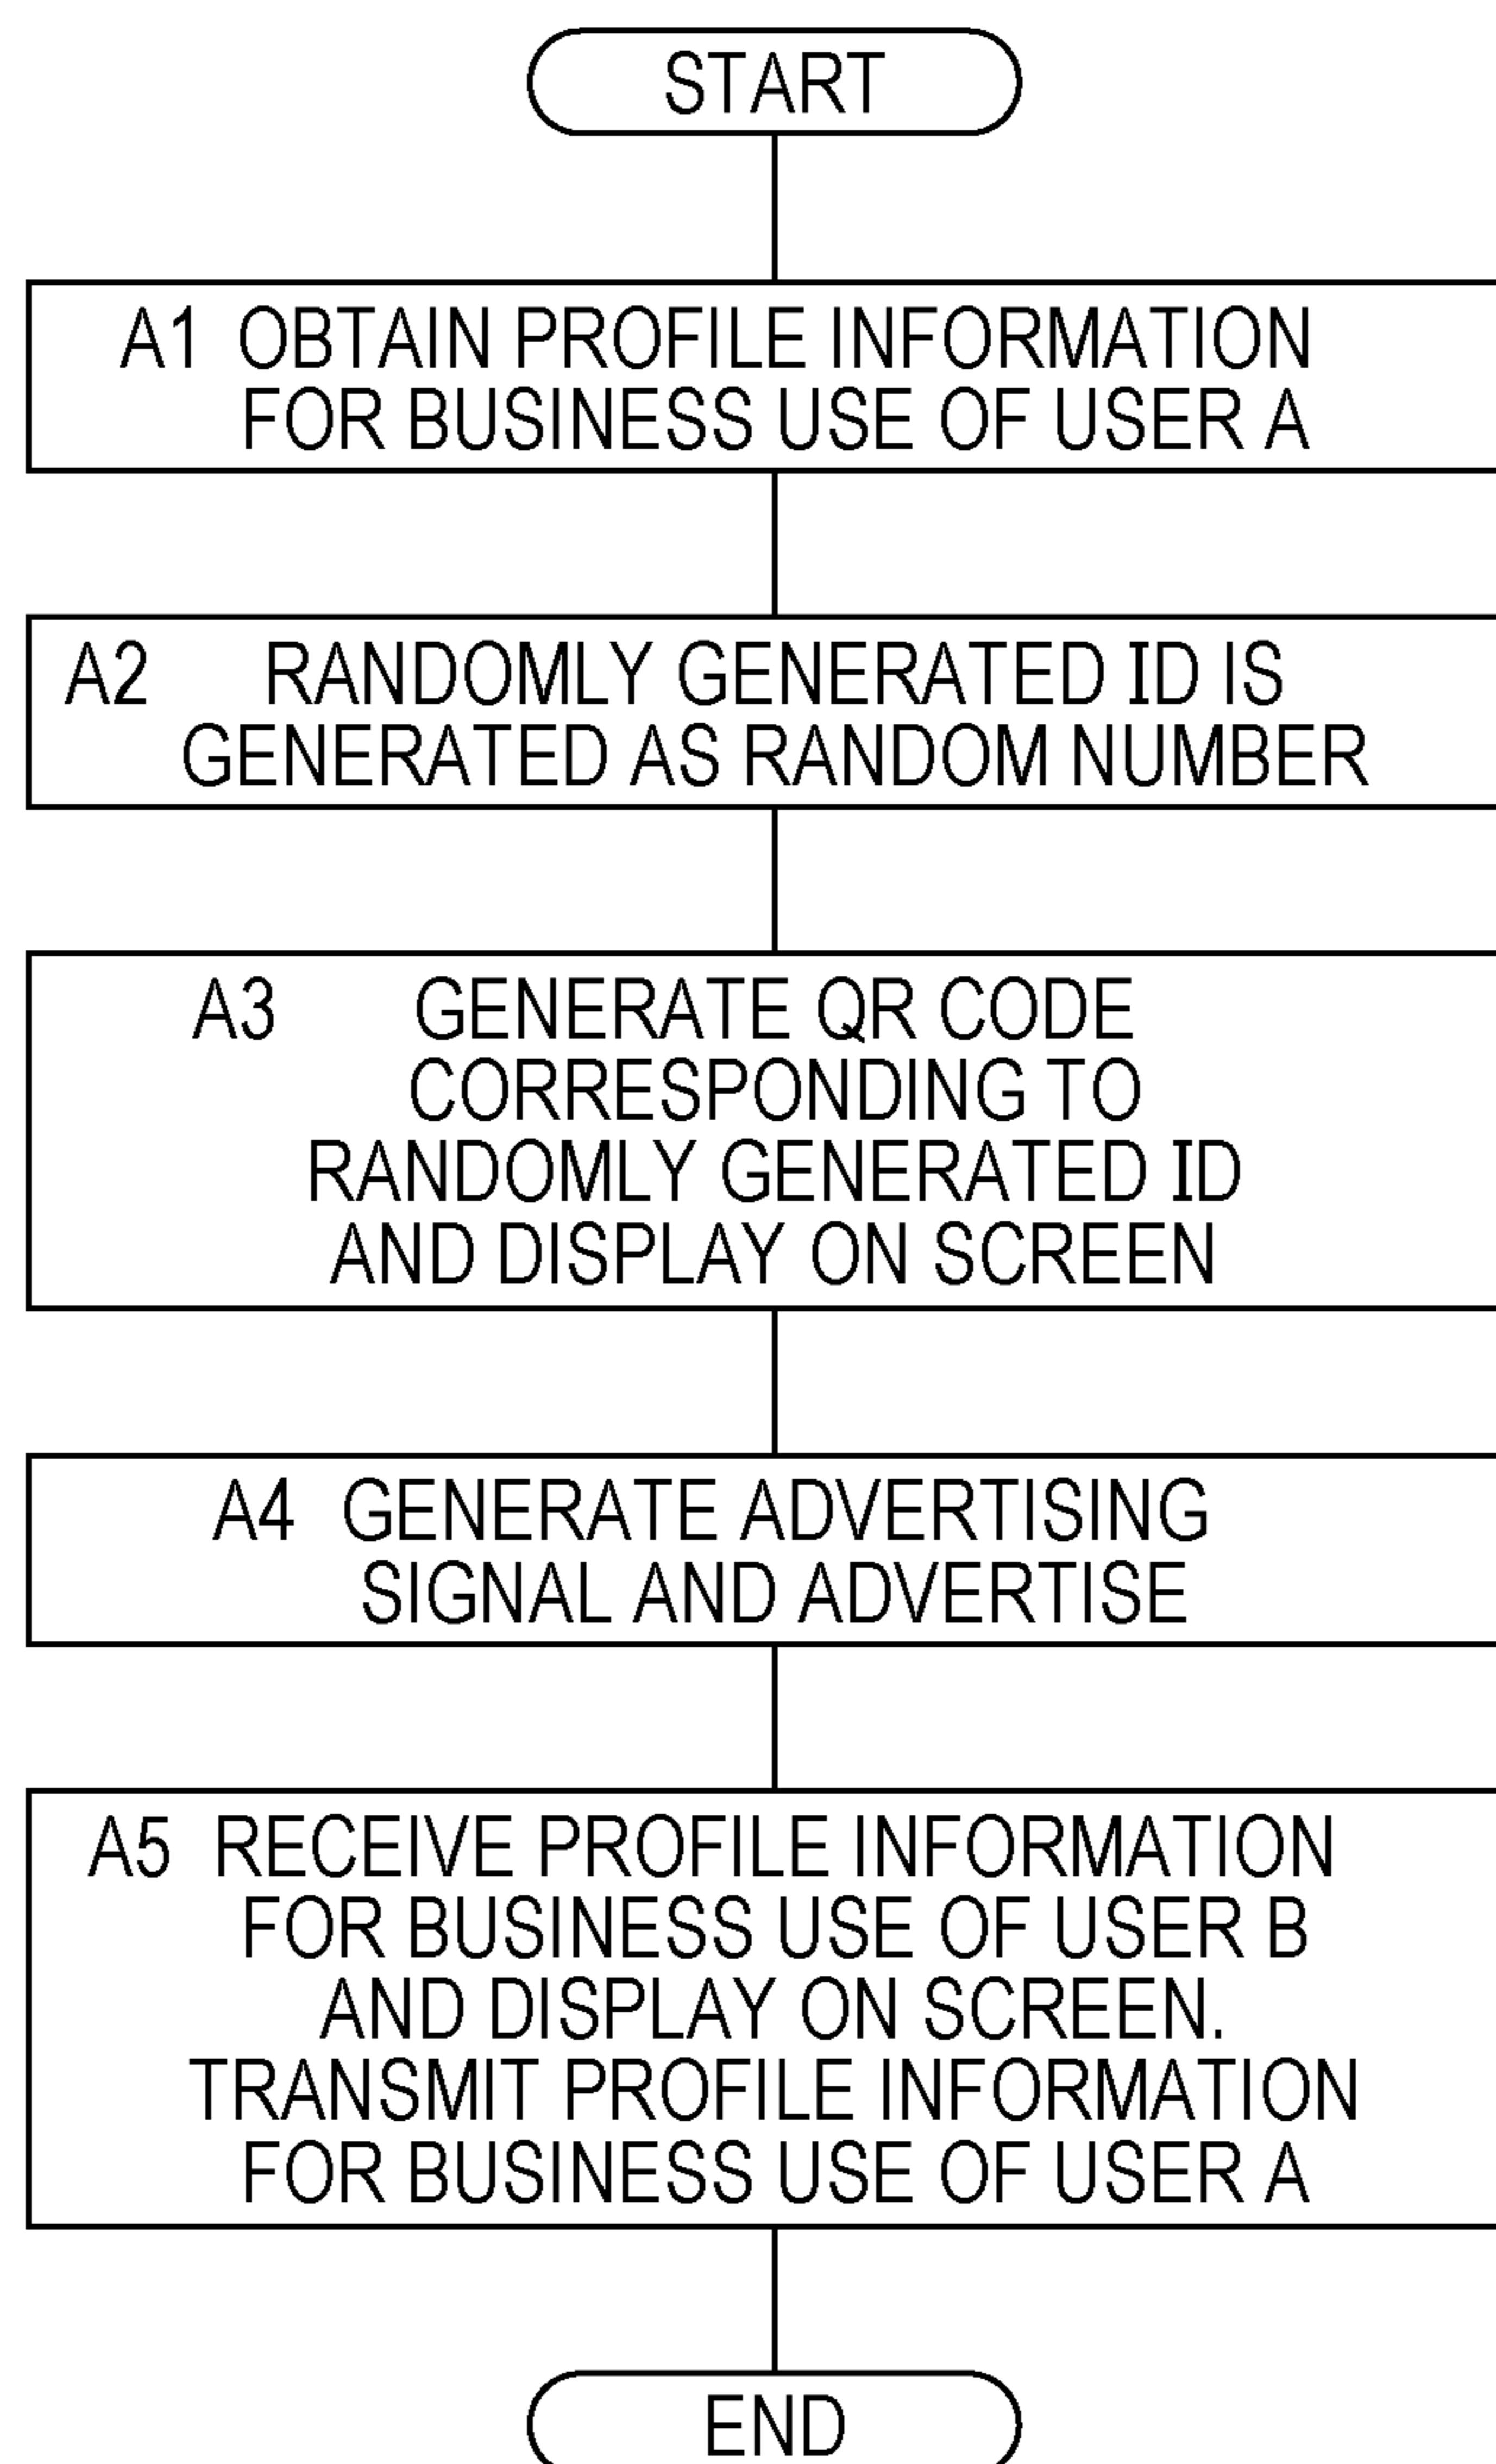 START
A1 OBTAIN PROFILE INFORMATION
FOR BUSINESS USE OF USER A
A2 RANDOMLY GENERATED ID IS
GENERATED AS RANDOM NUMBER
A3 GENERATE QR CODE
CORRESPONDING TO
RANDOMLY GENERATED ID
AND DISPLAY ON SCREEN
A4 GENERATE ADVERTISING
SIGNAL AND ADVERTISE
A5 RECEIVE PROFILE INFORMATION
FOR BUSINESS USE OF USER B
AND DISPLAY ON SCREEN.
TRANSMIT PROFILE INFORMATION
FOR BUSINESS USE OF USER A
END